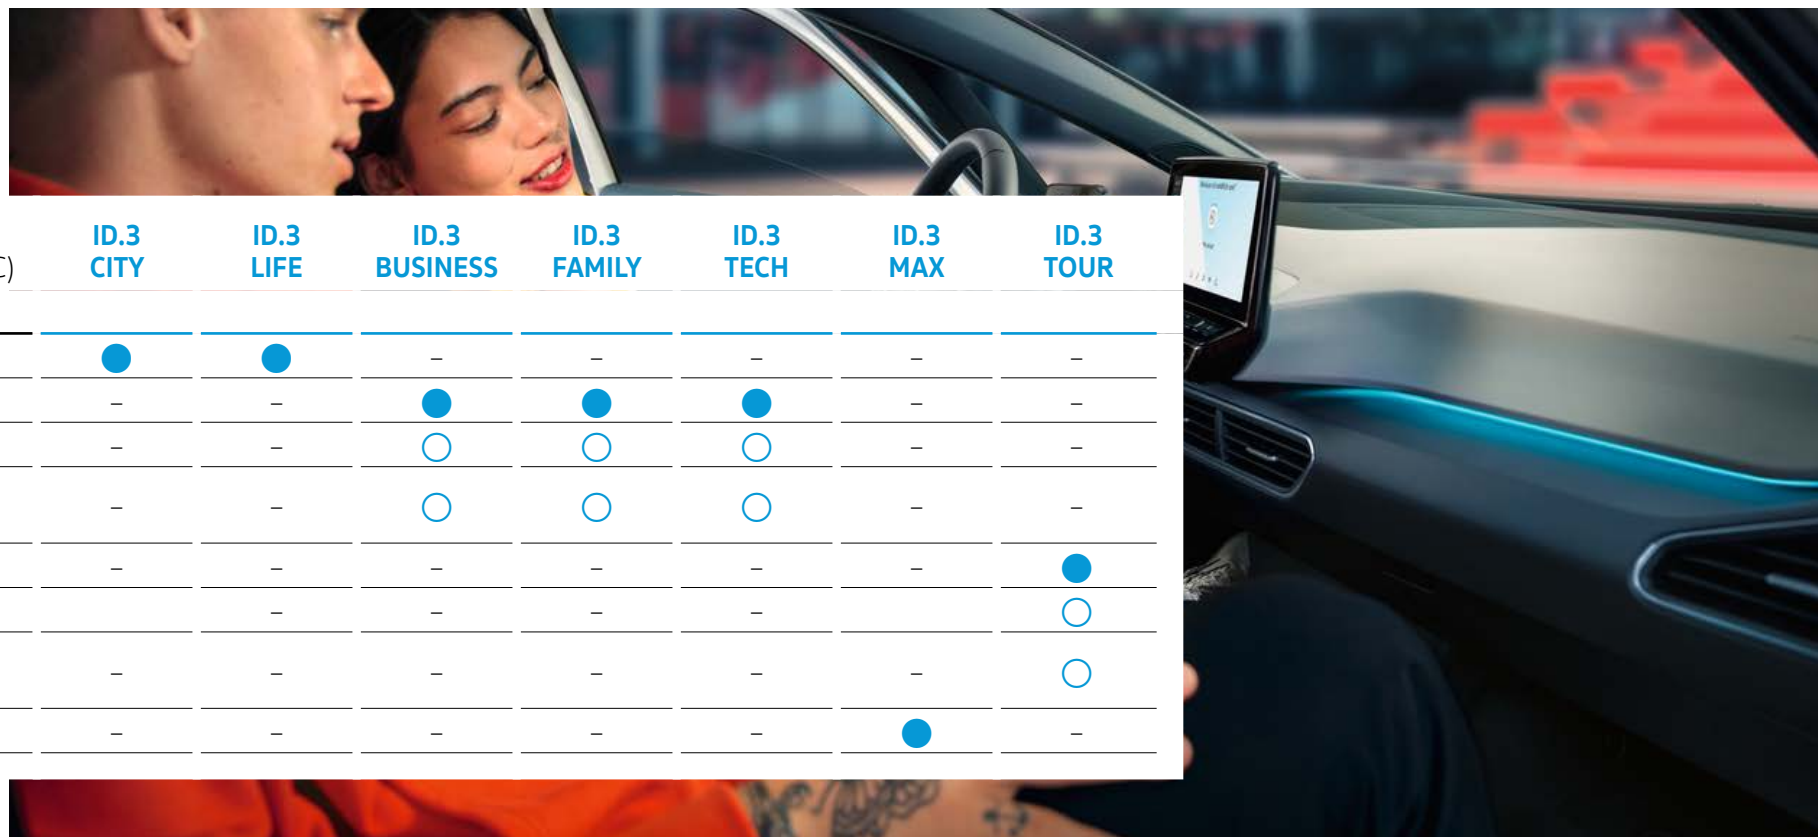 C)
ID.3 CITY
ID.3 LIFE
ID.3 BUSINESS
ID.3 FAMILY
ID.3 TECH
ID.3 MAX
ID.3 TOUR
– – – – –
– – – –
– – – –
– – – –
– – – – – –
– – – –
– – – – – –
– – – – – –